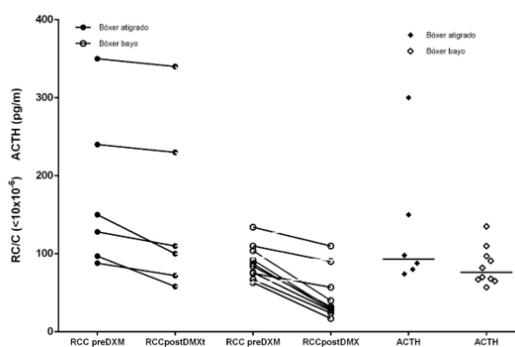 400
300
200
100
0
RC/C (<10x10-6) ACTH (pg/m)
Bóxer atigrado
Bóxer bayo
Bóxer atigrado
Bóxer bayo
RCC preDXM
RCCpostDMXt
RCC preDXM
RCCpostDMX
ACTH
ACTH